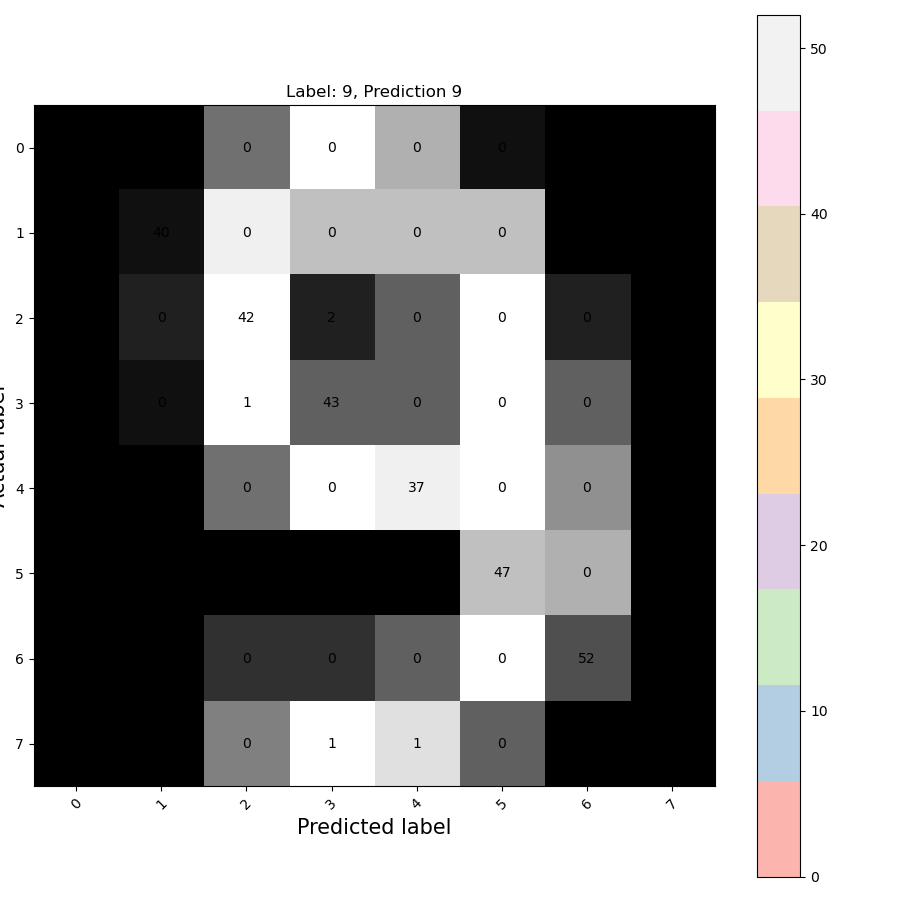 Label: 9, Prediction 9
50
40
30
20
10
0
0 0 0 0 0
1 40 0 0 0 0
2 0 42 2 0 0 0
3 0 1 43 0 0 0
4 0 0 37 0 0
5 47 0
6 0 0 0 0 52
7 0 1 1 0
0 1 2 3 4 5 6 7
Predicted label